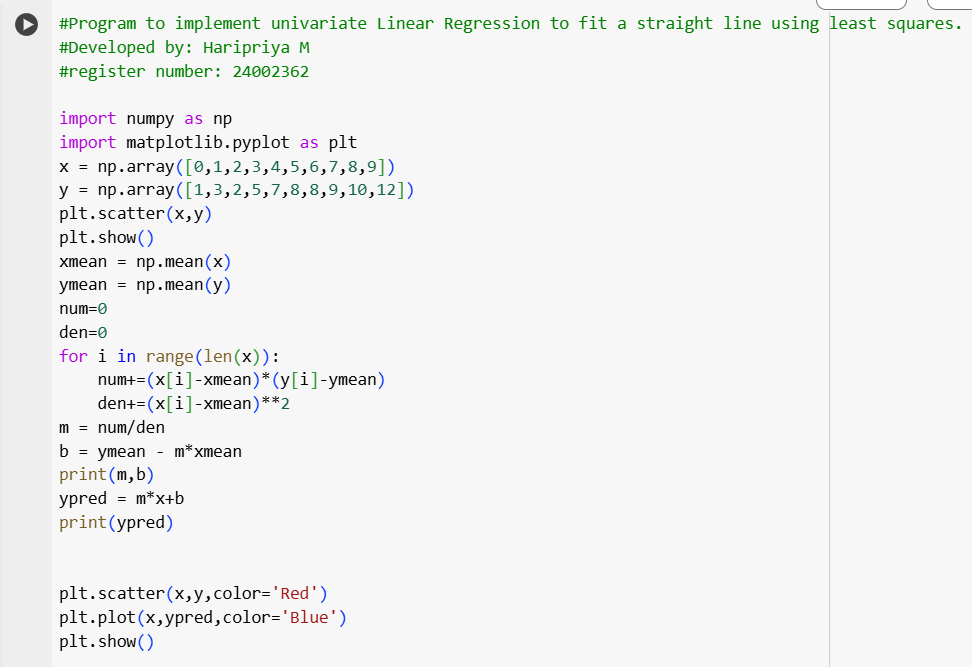 #Program to implement univariate Linear Regression to fit a straight line using least squares.
#Developed by: Haripriya M
#register number: 24002362
import numpy as np
import matplotlib.pyplot as plt
x = np.array([0,1,2,3,4,5,6,7,8,9])
y = np.array([1,3,2,5,7,8,8,9,10,12])
plt.scatter(x,y)
plt.show()
xmean = np.mean(x)
ymean = np.mean(y)
num=0
den=0
for i in range(len(x)):
    num+=(x[i]-xmean)*(y[i]-ymean)
    den+=(x[i]-xmean)**2
m = num/den
b = ymean - m*xmean
print(m,b)
ypred = m*x+b
print(ypred)
plt.scatter(x,y,color='Red')
plt.plot(x,ypred,color='Blue')
plt.show()